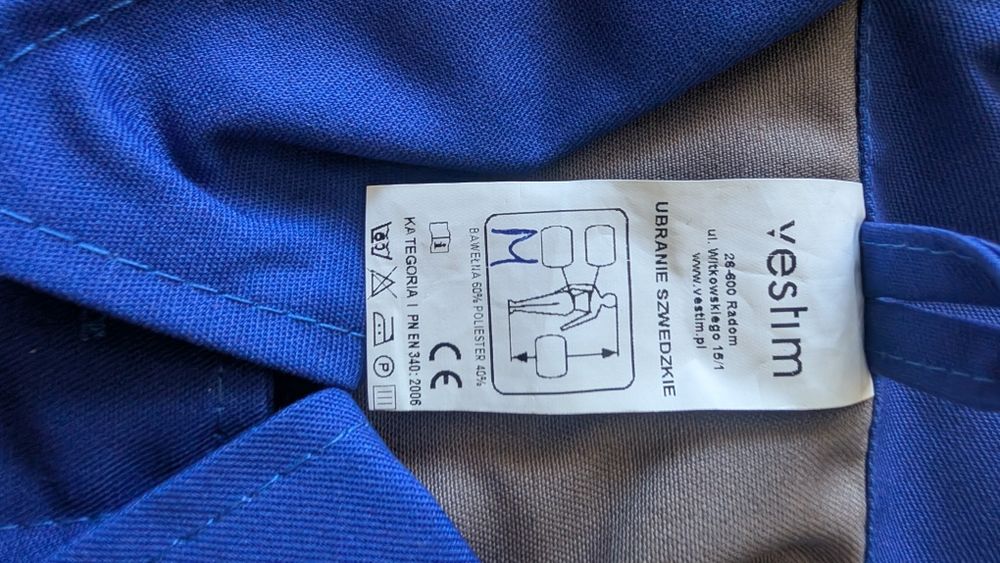 vestim
26-600 Radom
ul. Witkowskiego 15/1
www.vestim.pl
UBRANIE SZWEDZKIE
M
BAWEŁNA 60% POLIESTER 40%
i
CE
KATEGORIA I PN EN 340: 2006
P